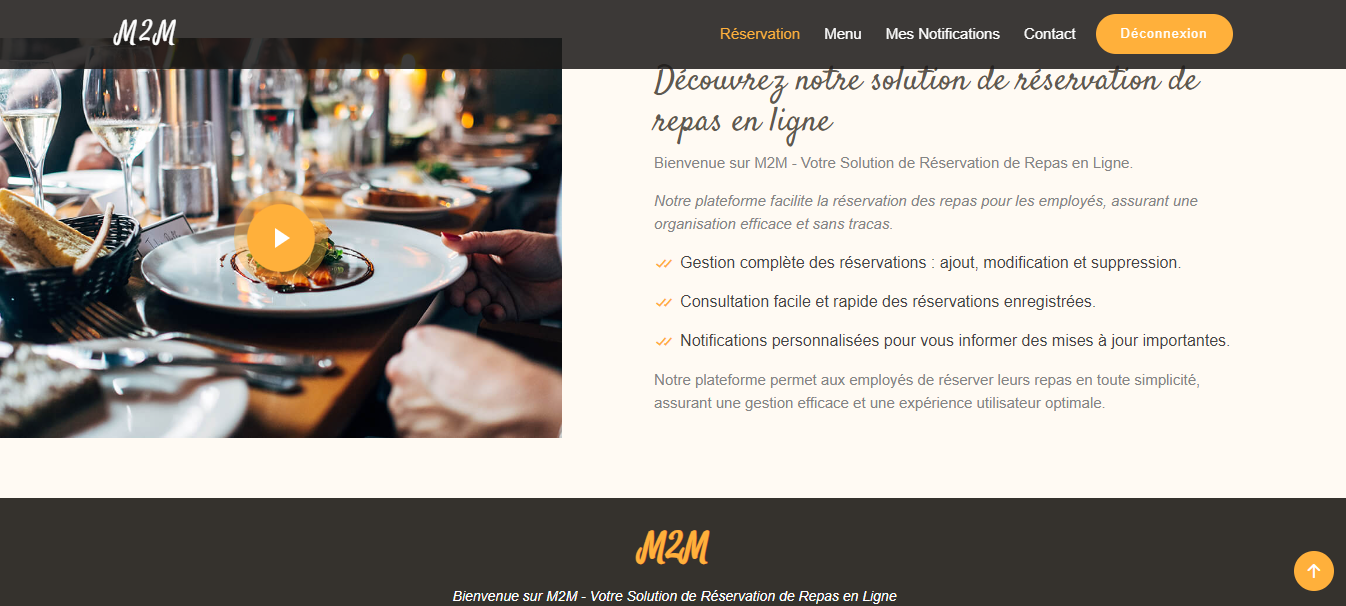 M2M
Réservation
Menu
Mes Notifications
Contact
Déconnexion
Découvrez notre solution de réservation de
repas en ligne
Bienvenue sur M2M - Votre Solution de Réservation de Repas en Ligne.
Notre plateforme facilite la réservation des repas pour les employés, assurant une
organisation efficace et sans tracas.
Gestion complète des réservations : ajout, modification et suppression.
Consultation facile et rapide des réservations enregistrées.
Notifications personnalisées pour vous informer des mises à jour importantes.
Notre plateforme permet aux employés de réserver leurs repas en toute simplicité,
assurant une gestion efficace et une expérience utilisateur optimale.
M2M
Bienvenue sur M2M - Votre Solution de Réservation de Repas en Ligne